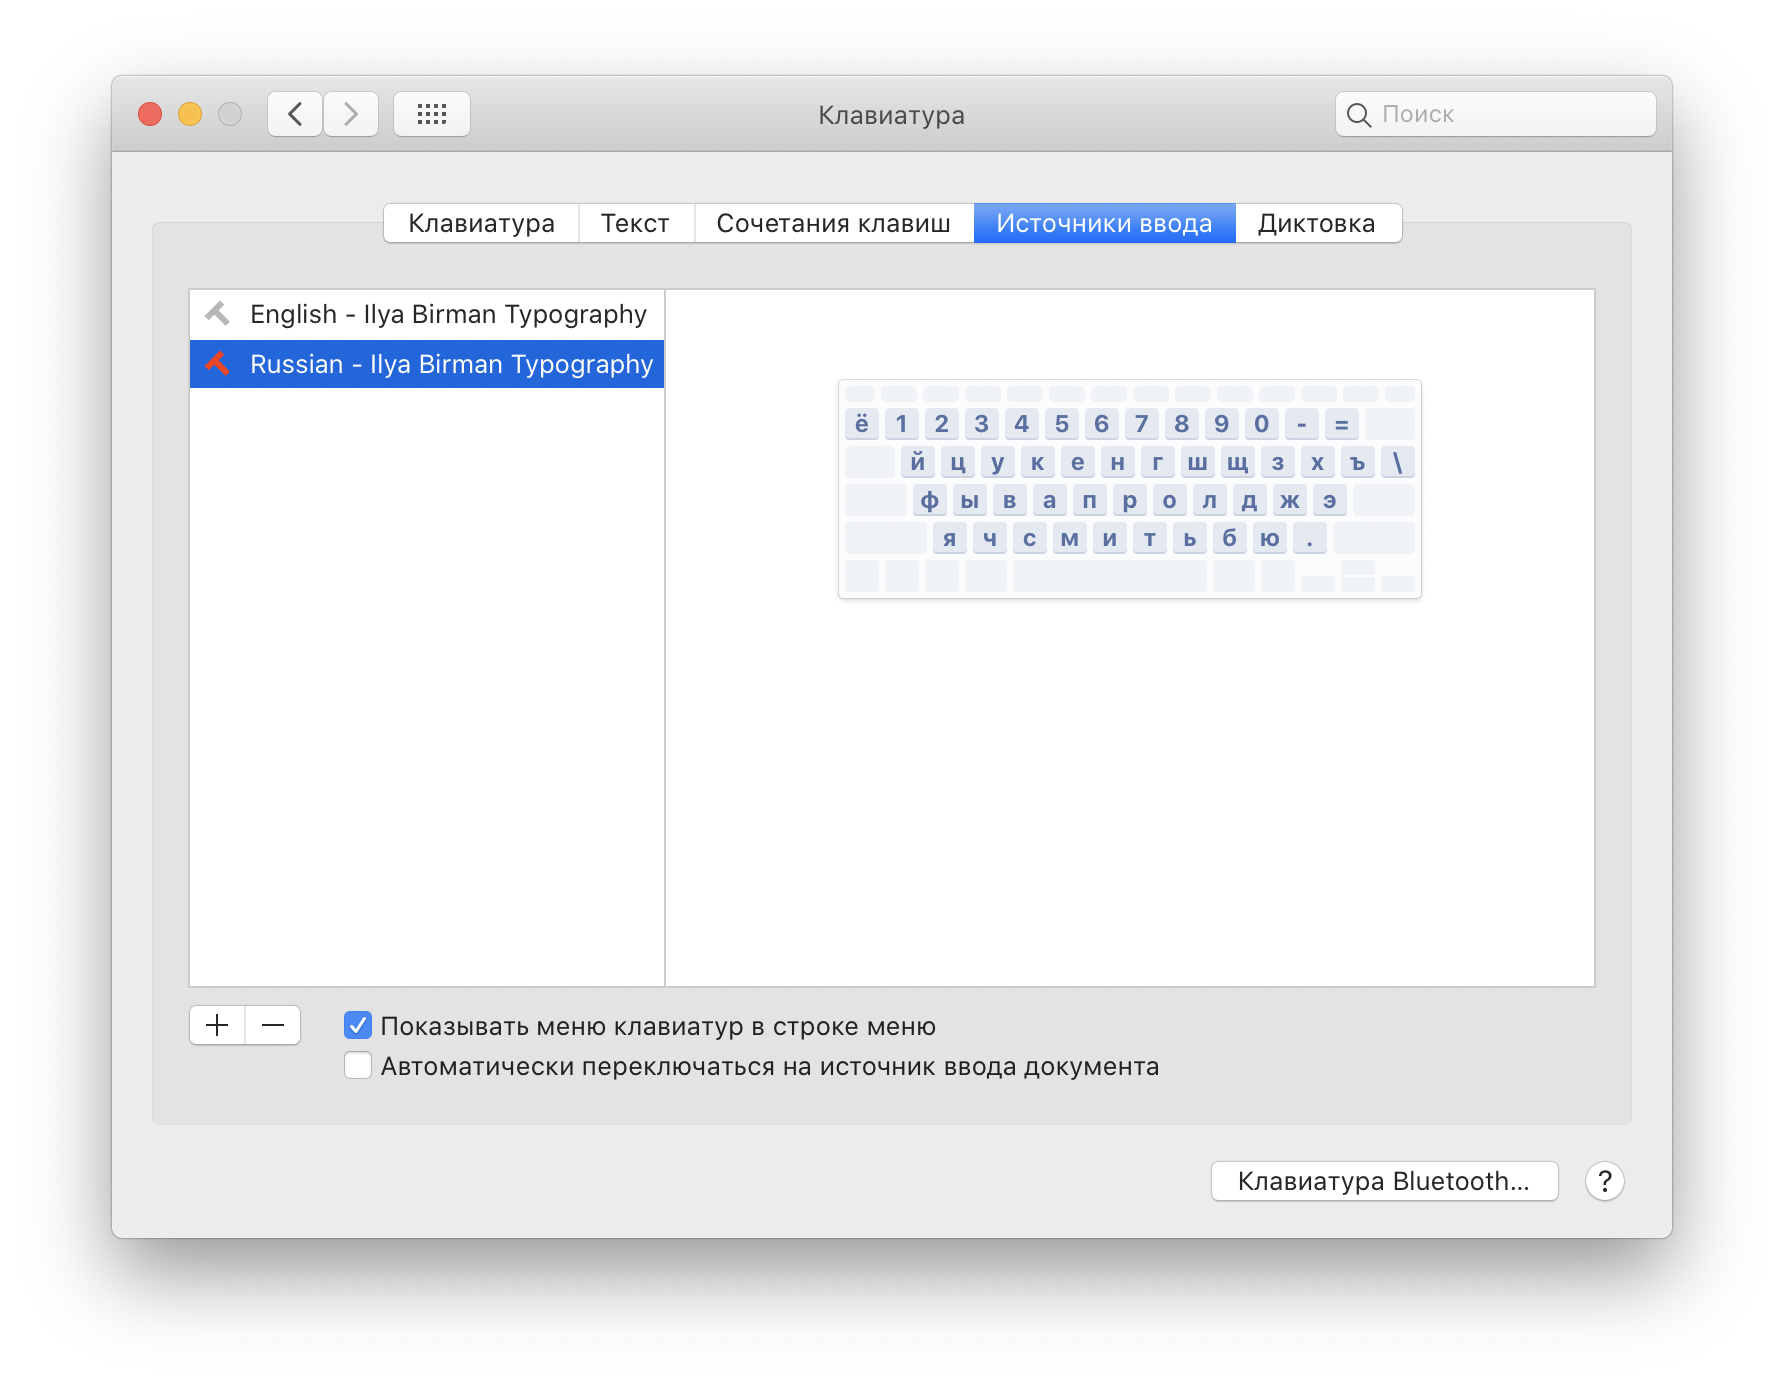 Клавиатура
Поиск
Клавиатура Текст Сочетания клавиш Источники ввода Диктовка
English - Ilya Birman Typography
Russian - Ilya Birman Typography
ё 1 2 3 4 5 6 7 8 9 0 - =
й ц у к е н г ш щ з х ъ \
ф ы в а п р о л д ж э
я ч с м и т ь б ю .
Показывать меню клавиатур в строке меню
Автоматически переключаться на источник ввода документа
Клавиатура Bluetooth... ?